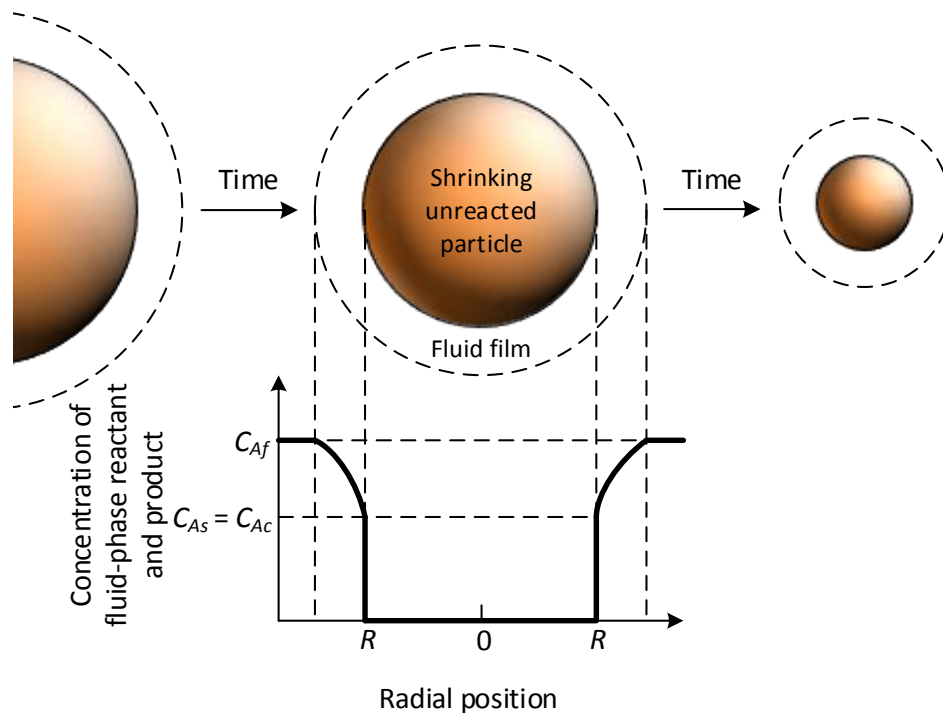 Time
Time
Shrinking
unreacted
particle
Fluid film
Concentration of
fluid-phase reactant
and product
C_Af
C_As = C_Ac
R
0
R
Radial position